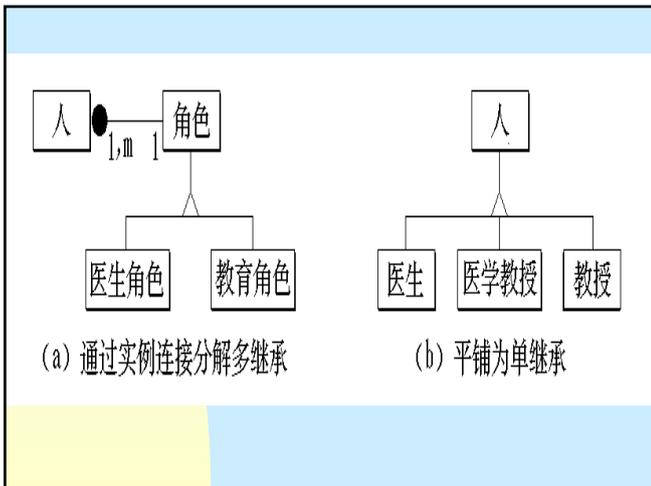 人
1,m 1
角色
医生角色
教育角色
(a) 通过实例连接分解多继承
人
医生
医学教授
教授
(b) 平铺为单继承